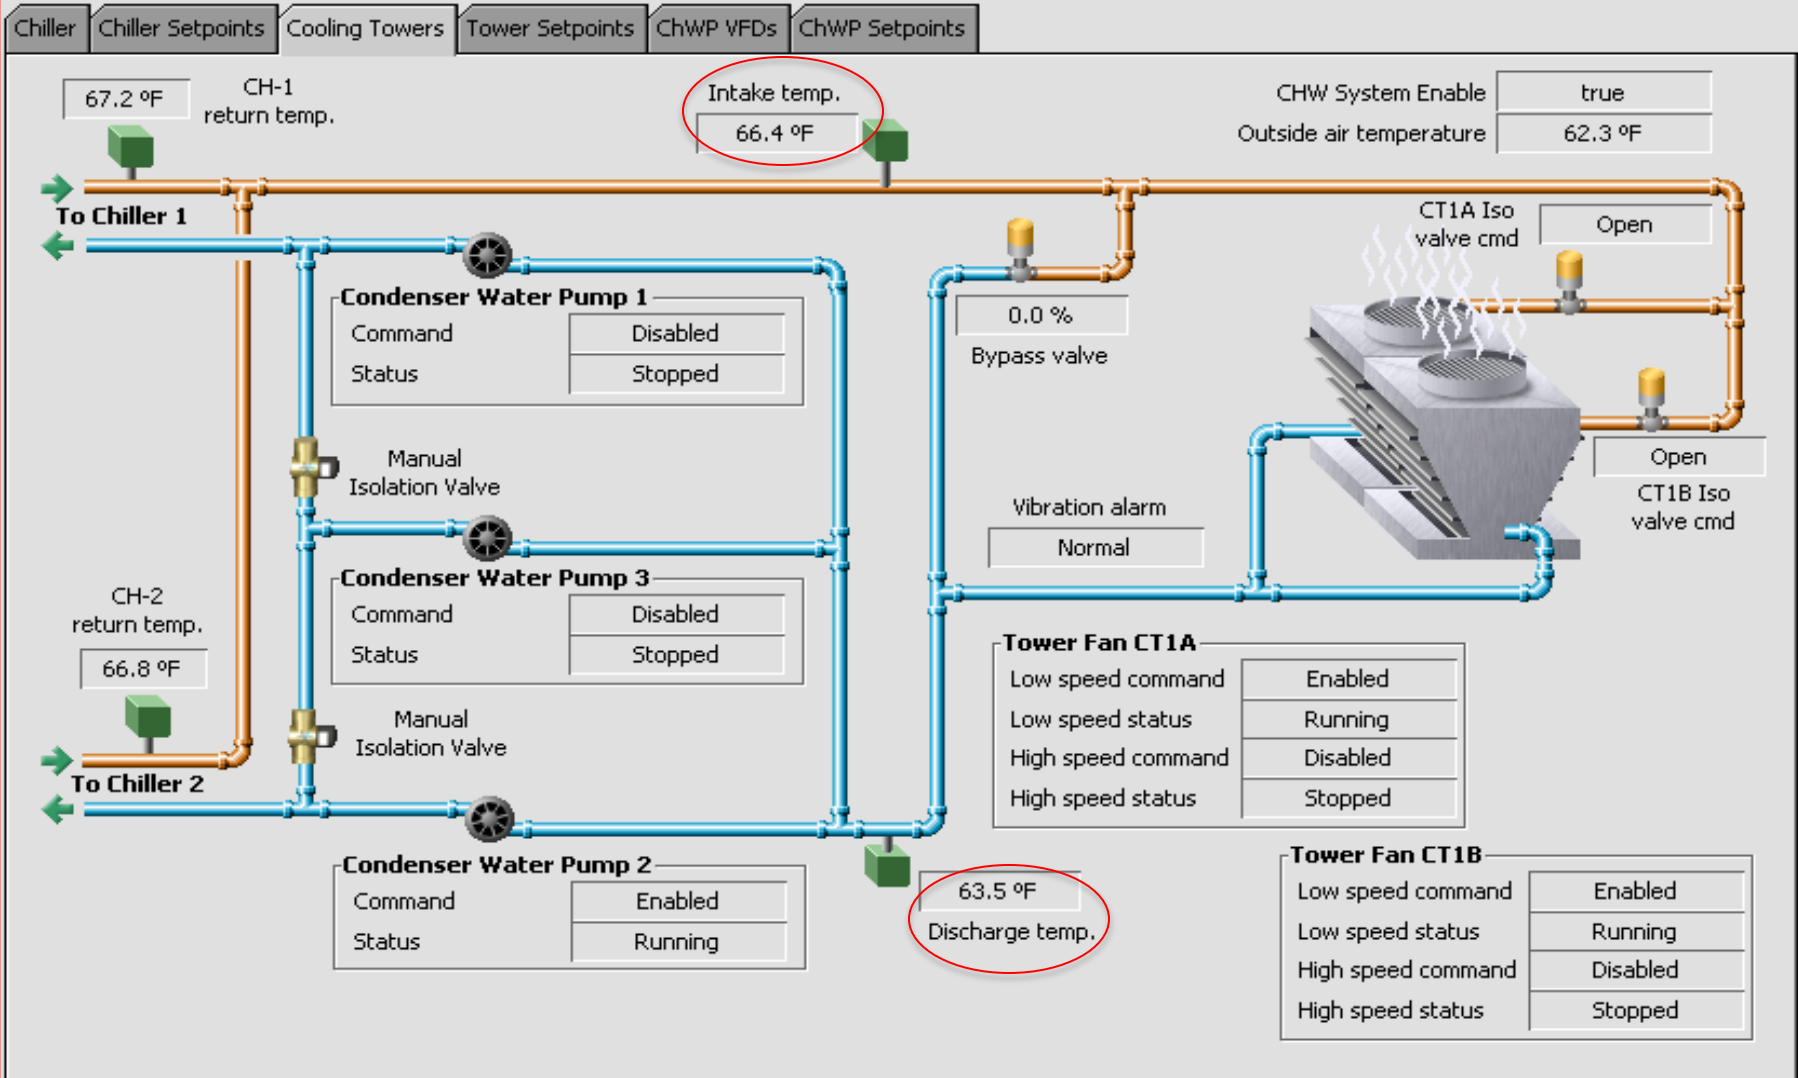 Chiller
Chiller Setpoints
Cooling Towers
Tower Setpoints
ChWP VFDs
ChWP Setpoints
67.2 ºF
CH-1
return temp.
Intake temp.
66.4 ºF
CHW System Enable
true
Outside air temperature
62.3 ºF
To Chiller 1
CT1A Iso
valve cmd
Open
Condenser Water Pump 1
Command
Disabled
Status
Stopped
0.0 %
Bypass valve
Manual
Isolation Valve
Open
CT1B Iso
valve cmd
Vibration alarm
Normal
Condenser Water Pump 3
Command
Disabled
Status
Stopped
CH-2
return temp.
66.8 ºF
Manual
Isolation Valve
To Chiller 2
Tower Fan CT1A
Low speed command
Enabled
Low speed status
Running
High speed command
Disabled
High speed status
Stopped
Condenser Water Pump 2
Command
Enabled
Status
Running
63.5 ºF
Discharge temp.
Tower Fan CT1B
Low speed command
Enabled
Low speed status
Running
High speed command
Disabled
High speed status
Stopped